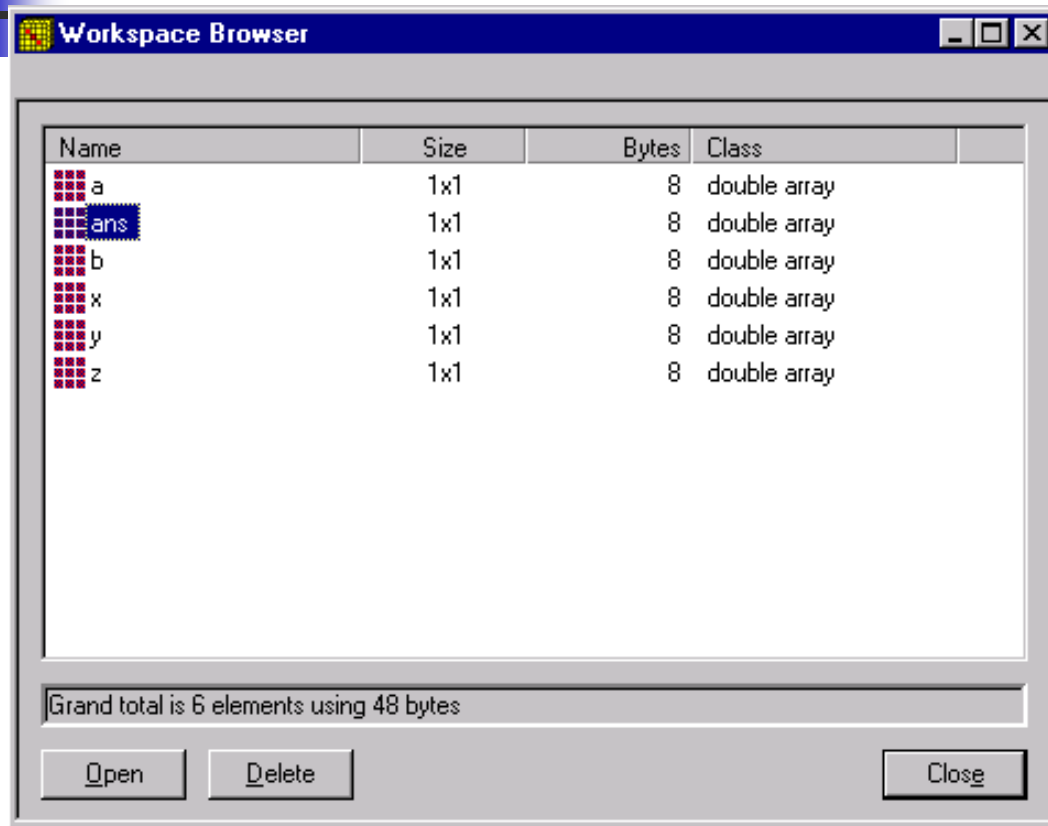 Workspace Browser
Name Size Bytes Class
a 1x1 8 double array
ans 1x1 8 double array
b 1x1 8 double array
x 1x1 8 double array
y 1x1 8 double array
z 1x1 8 double array
Grand total is 6 elements using 48 bytes
Open Delete Close